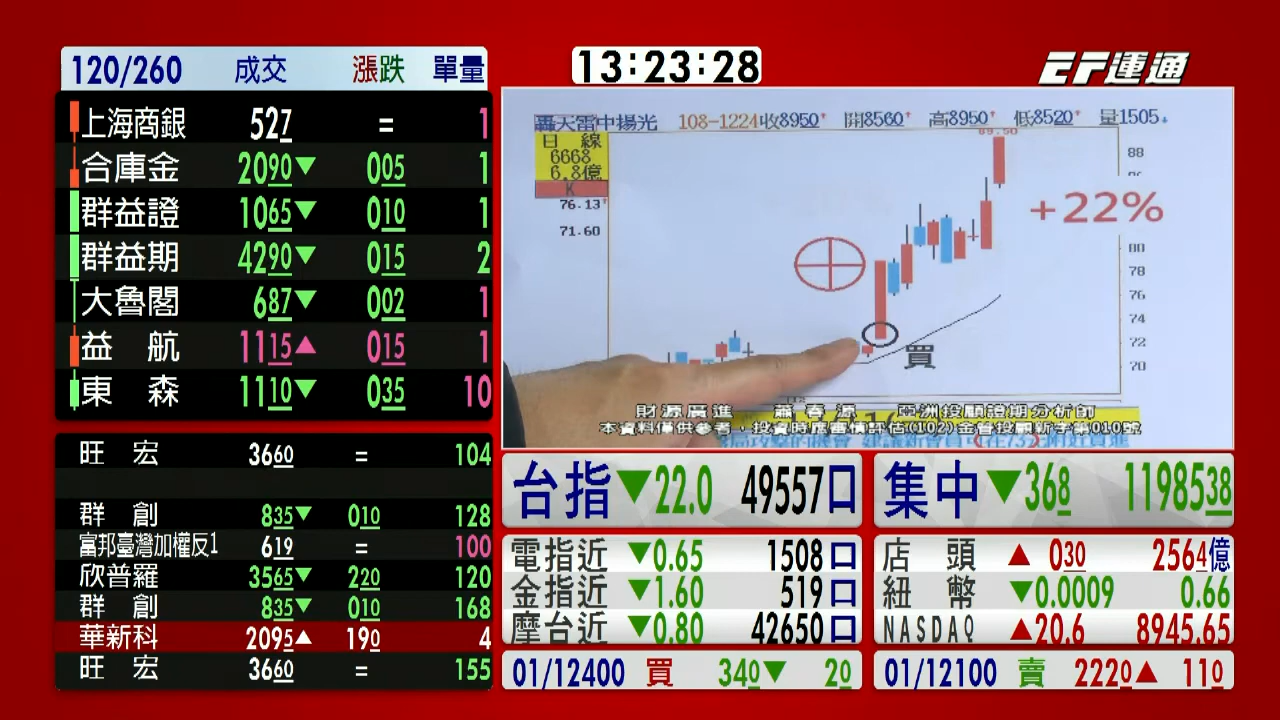 120/260 成交 漲跌 單量
上海商銀 527 = 1
合庫金 2090▼ 005 1
群益證 1065▼ 010 1
群益期 4290▼ 015 2
大魯閣 687▼ 002 1
益航 1115▲ 015 1
東森 1110▼ 035 10
旺宏 3660 = 104
群創 835▼ 010 128
富邦臺灣加權反1 619 = 100
欣普羅 3565▼ 220 120
群創 835▼ 010 168
華新科 2095▲ 190 4
旺宏 3660 = 155
13:23:28
EF運通
轟天雷中揚光 108-1224收8950 開8560 高8950 低8520 量1505
日線
6668
6.8億
K
76.13
71.60
89.50
88
80
78
76
74
72
70
+22%
買
財源廣進 蕭春源 亞洲投顧證期分析師
本資料僅供參考,投資時應審慎評估(102)金管投顧新字第010號
台指▼22.0 49557口
電指近 ▼0.65 1508口
金指近 ▼1.60 519口
摩台近 ▼0.80 42650口
01/12400 買 340▼ 20
集中▼368 1198538
店頭 ▲030 2564億
紐幣 ▼0.0009 0.66
NASDAQ ▲20.6 8945.65
01/12100 賣 2220▲ 110